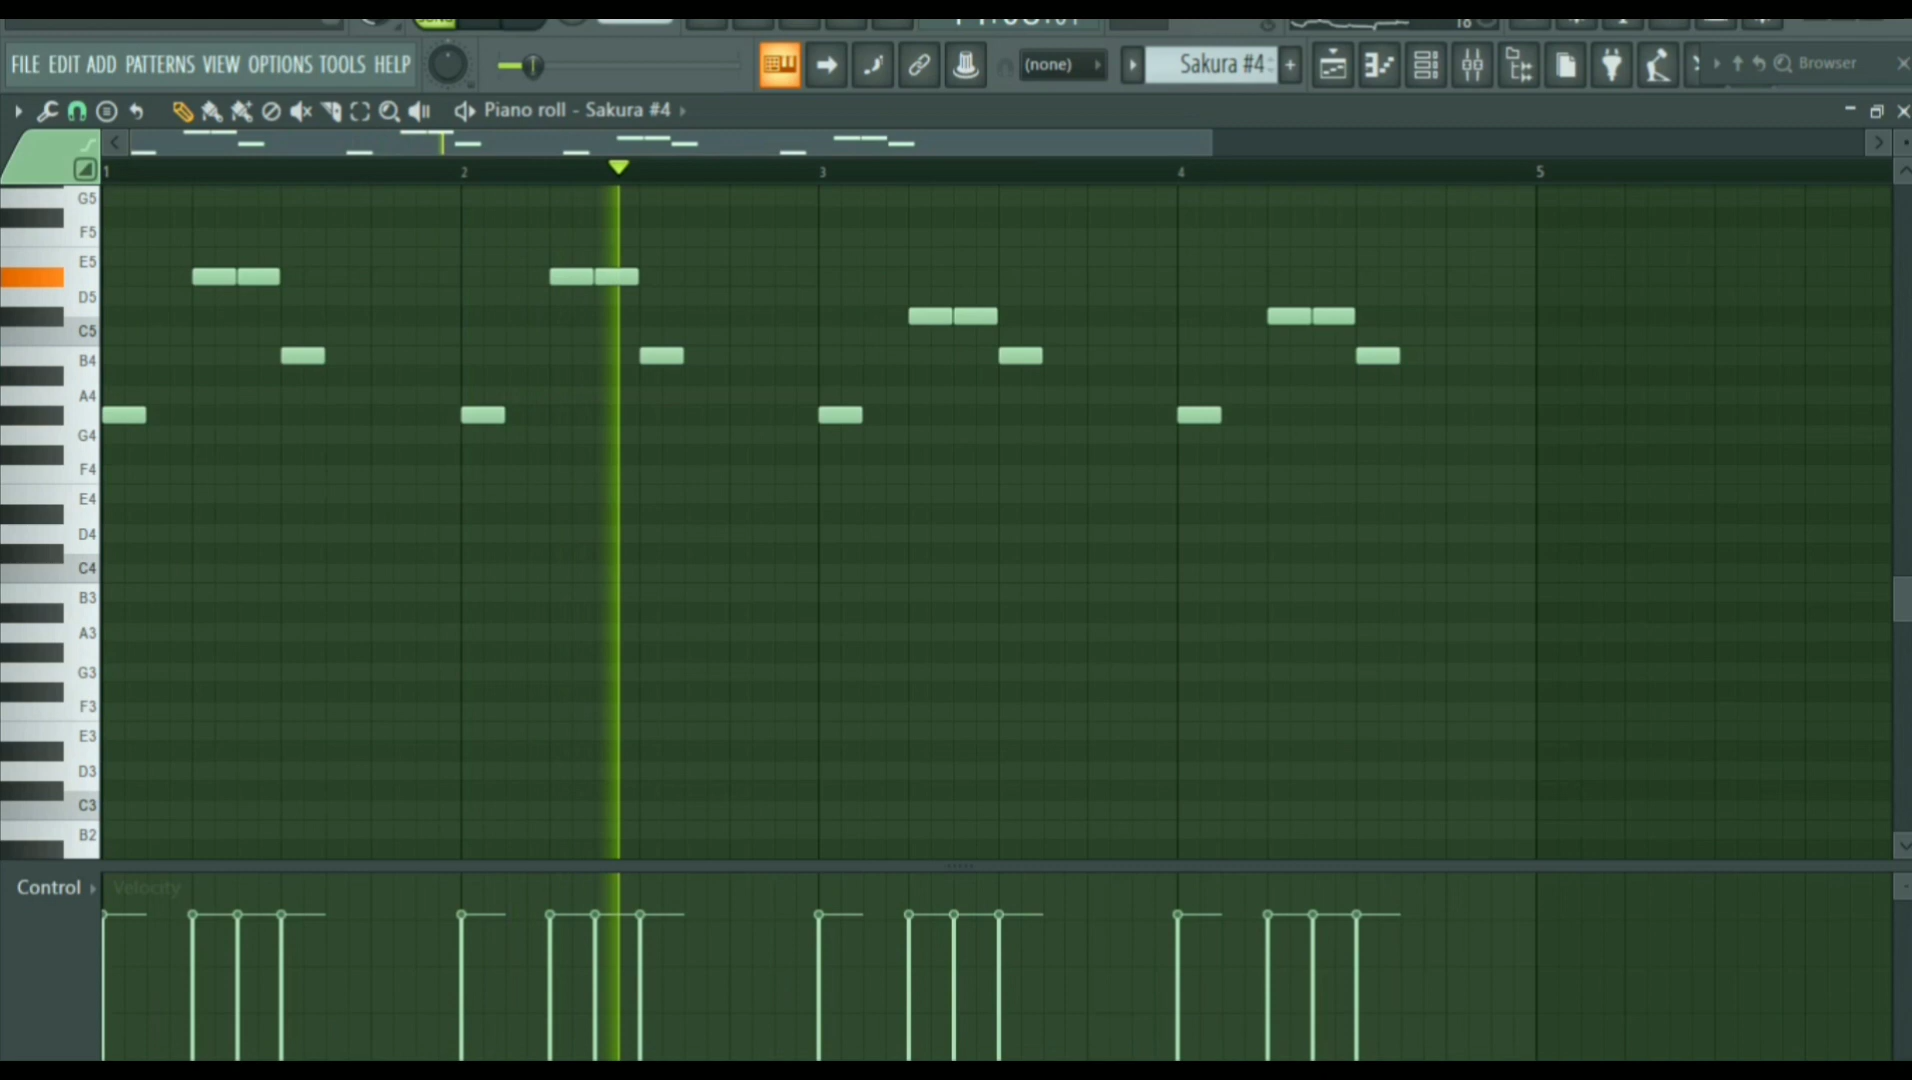 FILE EDIT ADD PATTERNS VIEW OPTIONS TOOLS HELP
(none)
Sakura #4
+
Browser
Piano roll - Sakura #4
1
2
3
4
5
G5
F5
E5
D5
C5
B4
A4
G4
F4
E4
D4
C4
B3
A3
G3
F3
E3
D3
C3
B2
Control
Velocity